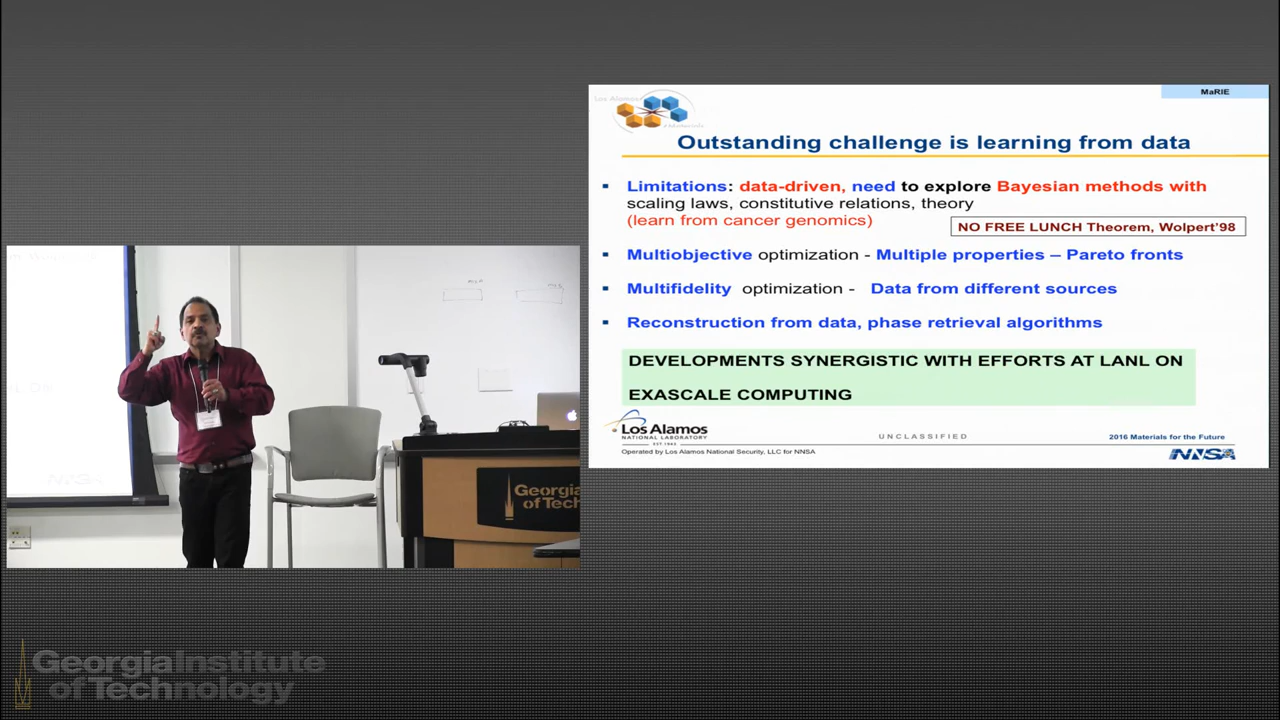 MaRIE
Los Alamos
Outstanding challenge is learning from data
Limitations: data-driven, need to explore Bayesian methods with
scaling laws, constitutive relations, theory
(learn from cancer genomics)
NO FREE LUNCH Theorem, Wolpert'98
Multiobjective optimization - Multiple properties – Pareto fronts
Multifidelity optimization - Data from different sources
Reconstruction from data, phase retrieval algorithms
DEVELOPMENTS SYNERGISTIC WITH EFFORTS AT LANL ON
EXASCALE COMPUTING
Los Alamos
NATIONAL LABORATORY
EST 1943
Operated by Los Alamos National Security, LLC for NNSA
UNCLASSIFIED
2016 Materials for the Future
NNSA
Georgia
of Tech
Georgia Institute
of Technology